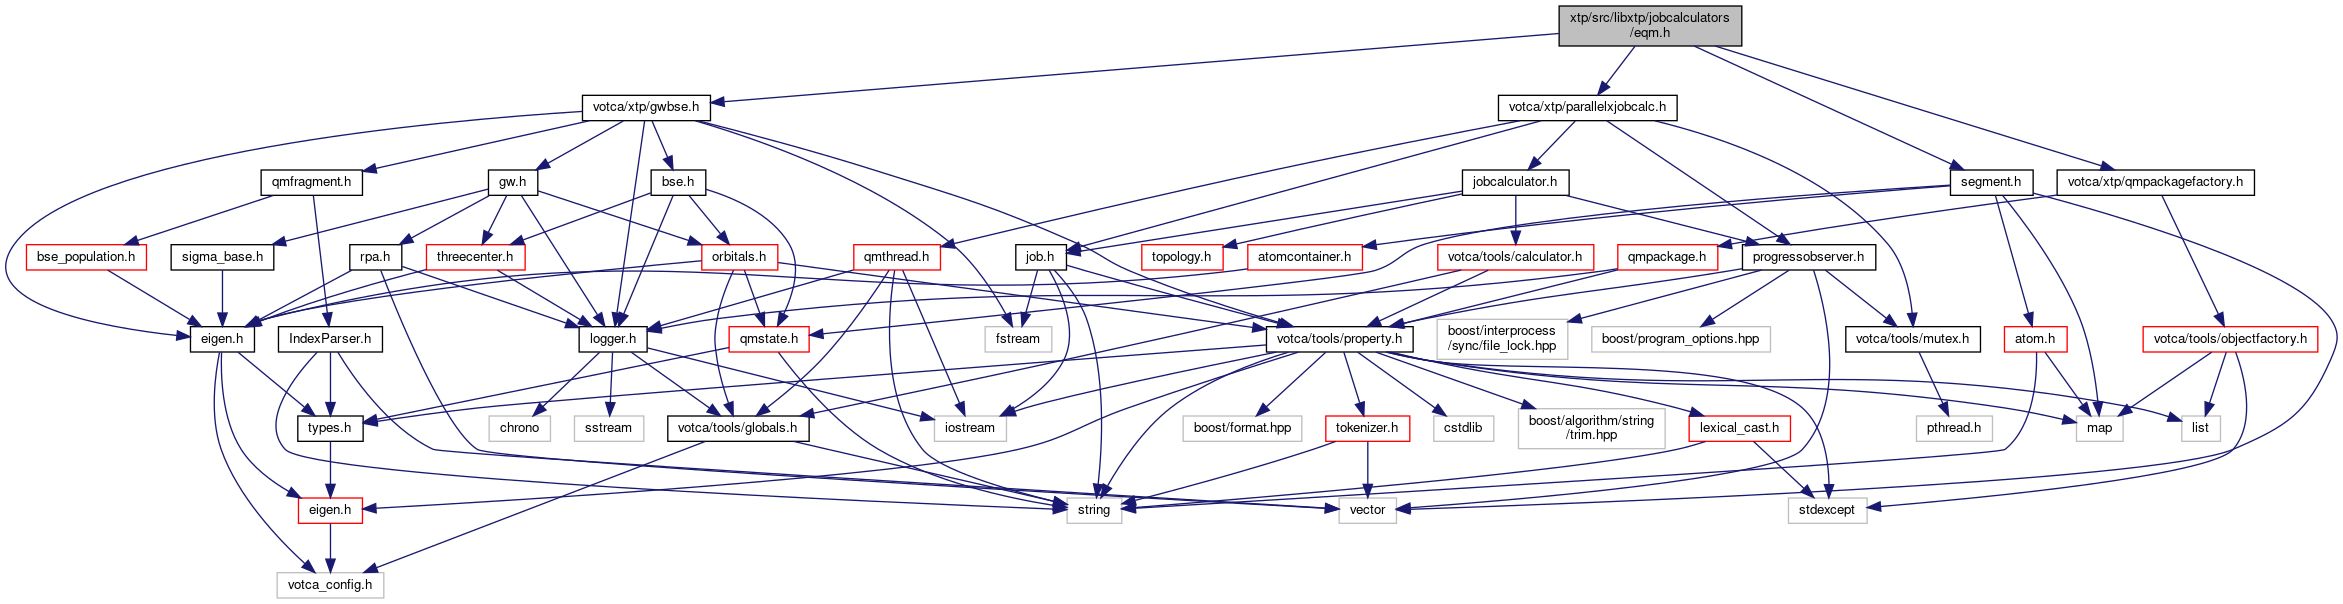 xtp/src/libxtp/jobcalculators
/eqm.h
votca/xtp/gwbse.h
votca/xtp/parallelxjobcalc.h
qmfragment.h
gw.h
bse.h
jobcalculator.h
segment.h
votca/xtp/qmpackagefactory.h
bse_population.h
sigma_base.h
rpa.h
threecenter.h
orbitals.h
qmthread.h
job.h
topology.h
atomcontainer.h
votca/tools/calculator.h
qmpackage.h
progressobserver.h
eigen.h
IndexParser.h
logger.h
qmstate.h
fstream
votca/tools/property.h
boost/interprocess
/sync/file_lock.hpp
boost/program_options.hpp
votca/tools/mutex.h
atom.h
votca/tools/objectfactory.h
types.h
chrono
sstream
votca/tools/globals.h
iostream
boost/format.hpp
tokenizer.h
cstdlib
boost/algorithm/string
/trim.hpp
lexical_cast.h
pthread.h
map
list
eigen.h
string
vector
stdexcept
votca_config.h